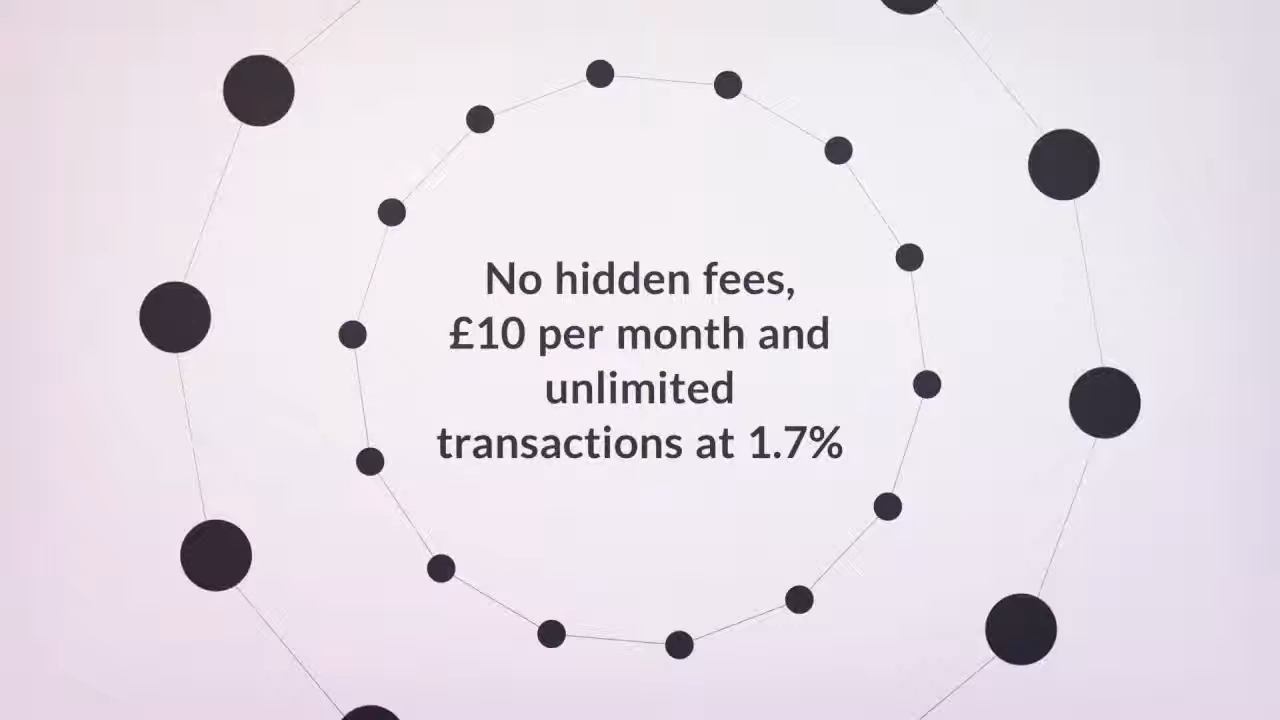 No hidden fees,
£10 per month and
unlimited
transactions at 1.7%